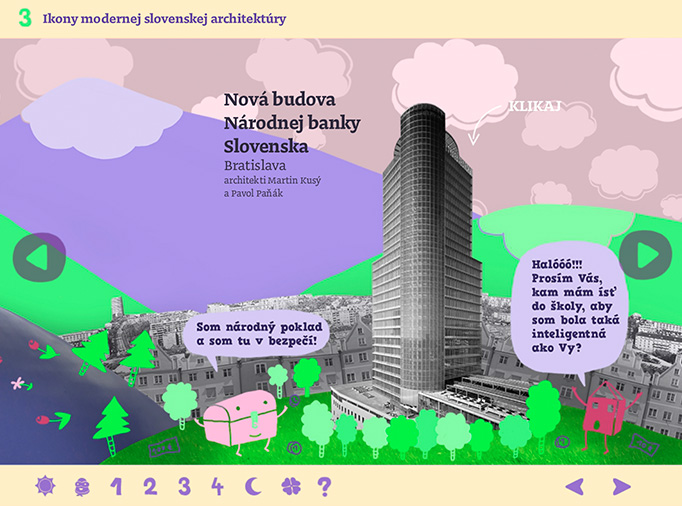 3 Ikony modernej slovenskej architektúry
Nová budova
Národnej banky
Slovenska
Bratislava
architekti Martin Kusý
a Pavol Paňák
KLIKAJ
Halóóó!!!
Prosím Vás,
kam mám ísť
do školy, aby
som bola taká
inteligentná
ako Vy?
Som národný poklad
a som tu v bezpečí!
1 2 3 4 ?